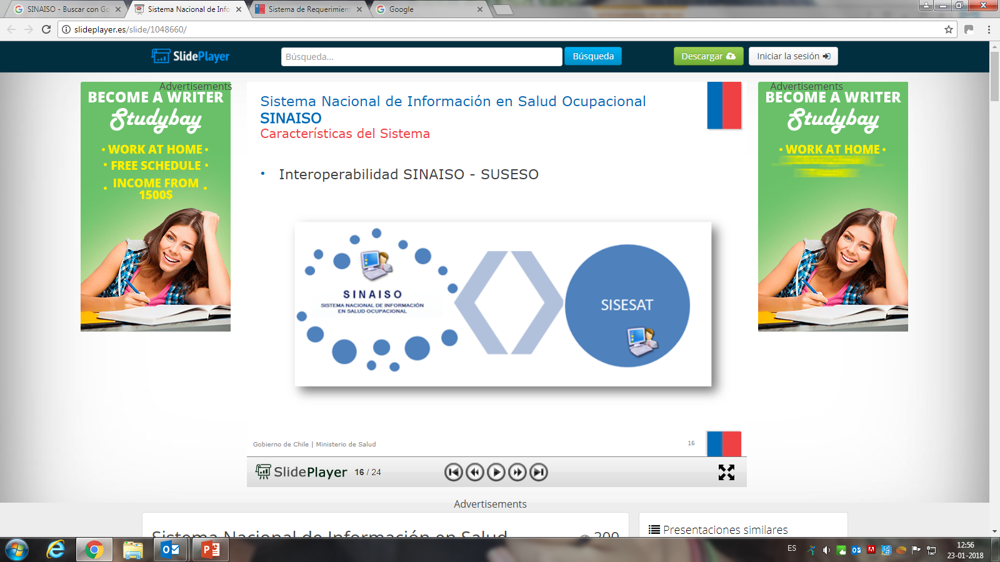 SINAISO - Buscar con Go
Sistema Nacional de Info
Sistema de Requerimient
Google
slideplayer.es/slide/1048660/
SlidePlayer
Búsqueda...
Búsqueda
Descargar
Iniciar la sesión
Advertisements
BECOME A WRITER
Studybay
• WORK AT HOME •
• FREE SCHEDULE •
• INCOME FROM •
1500$
Sistema Nacional de Información en Salud Ocupacional
SINAISO
Características del Sistema
• Interoperabilidad SINAISO - SUSESO
SINAISO
SISTEMA NACIONAL DE INFORMACIÓN
EN SALUD OCUPACIONAL
SISESAT
Gobierno de Chile | Ministerio de Salud
16
Advertisements
BECOME A WRITER
Studybay
• WORK AT HOME •
SlidePlayer
16 / 24
Advertisements
Sistema Nacional de Información en Salud
200
Presentaciones similares
ES
12:56
23-01-2018